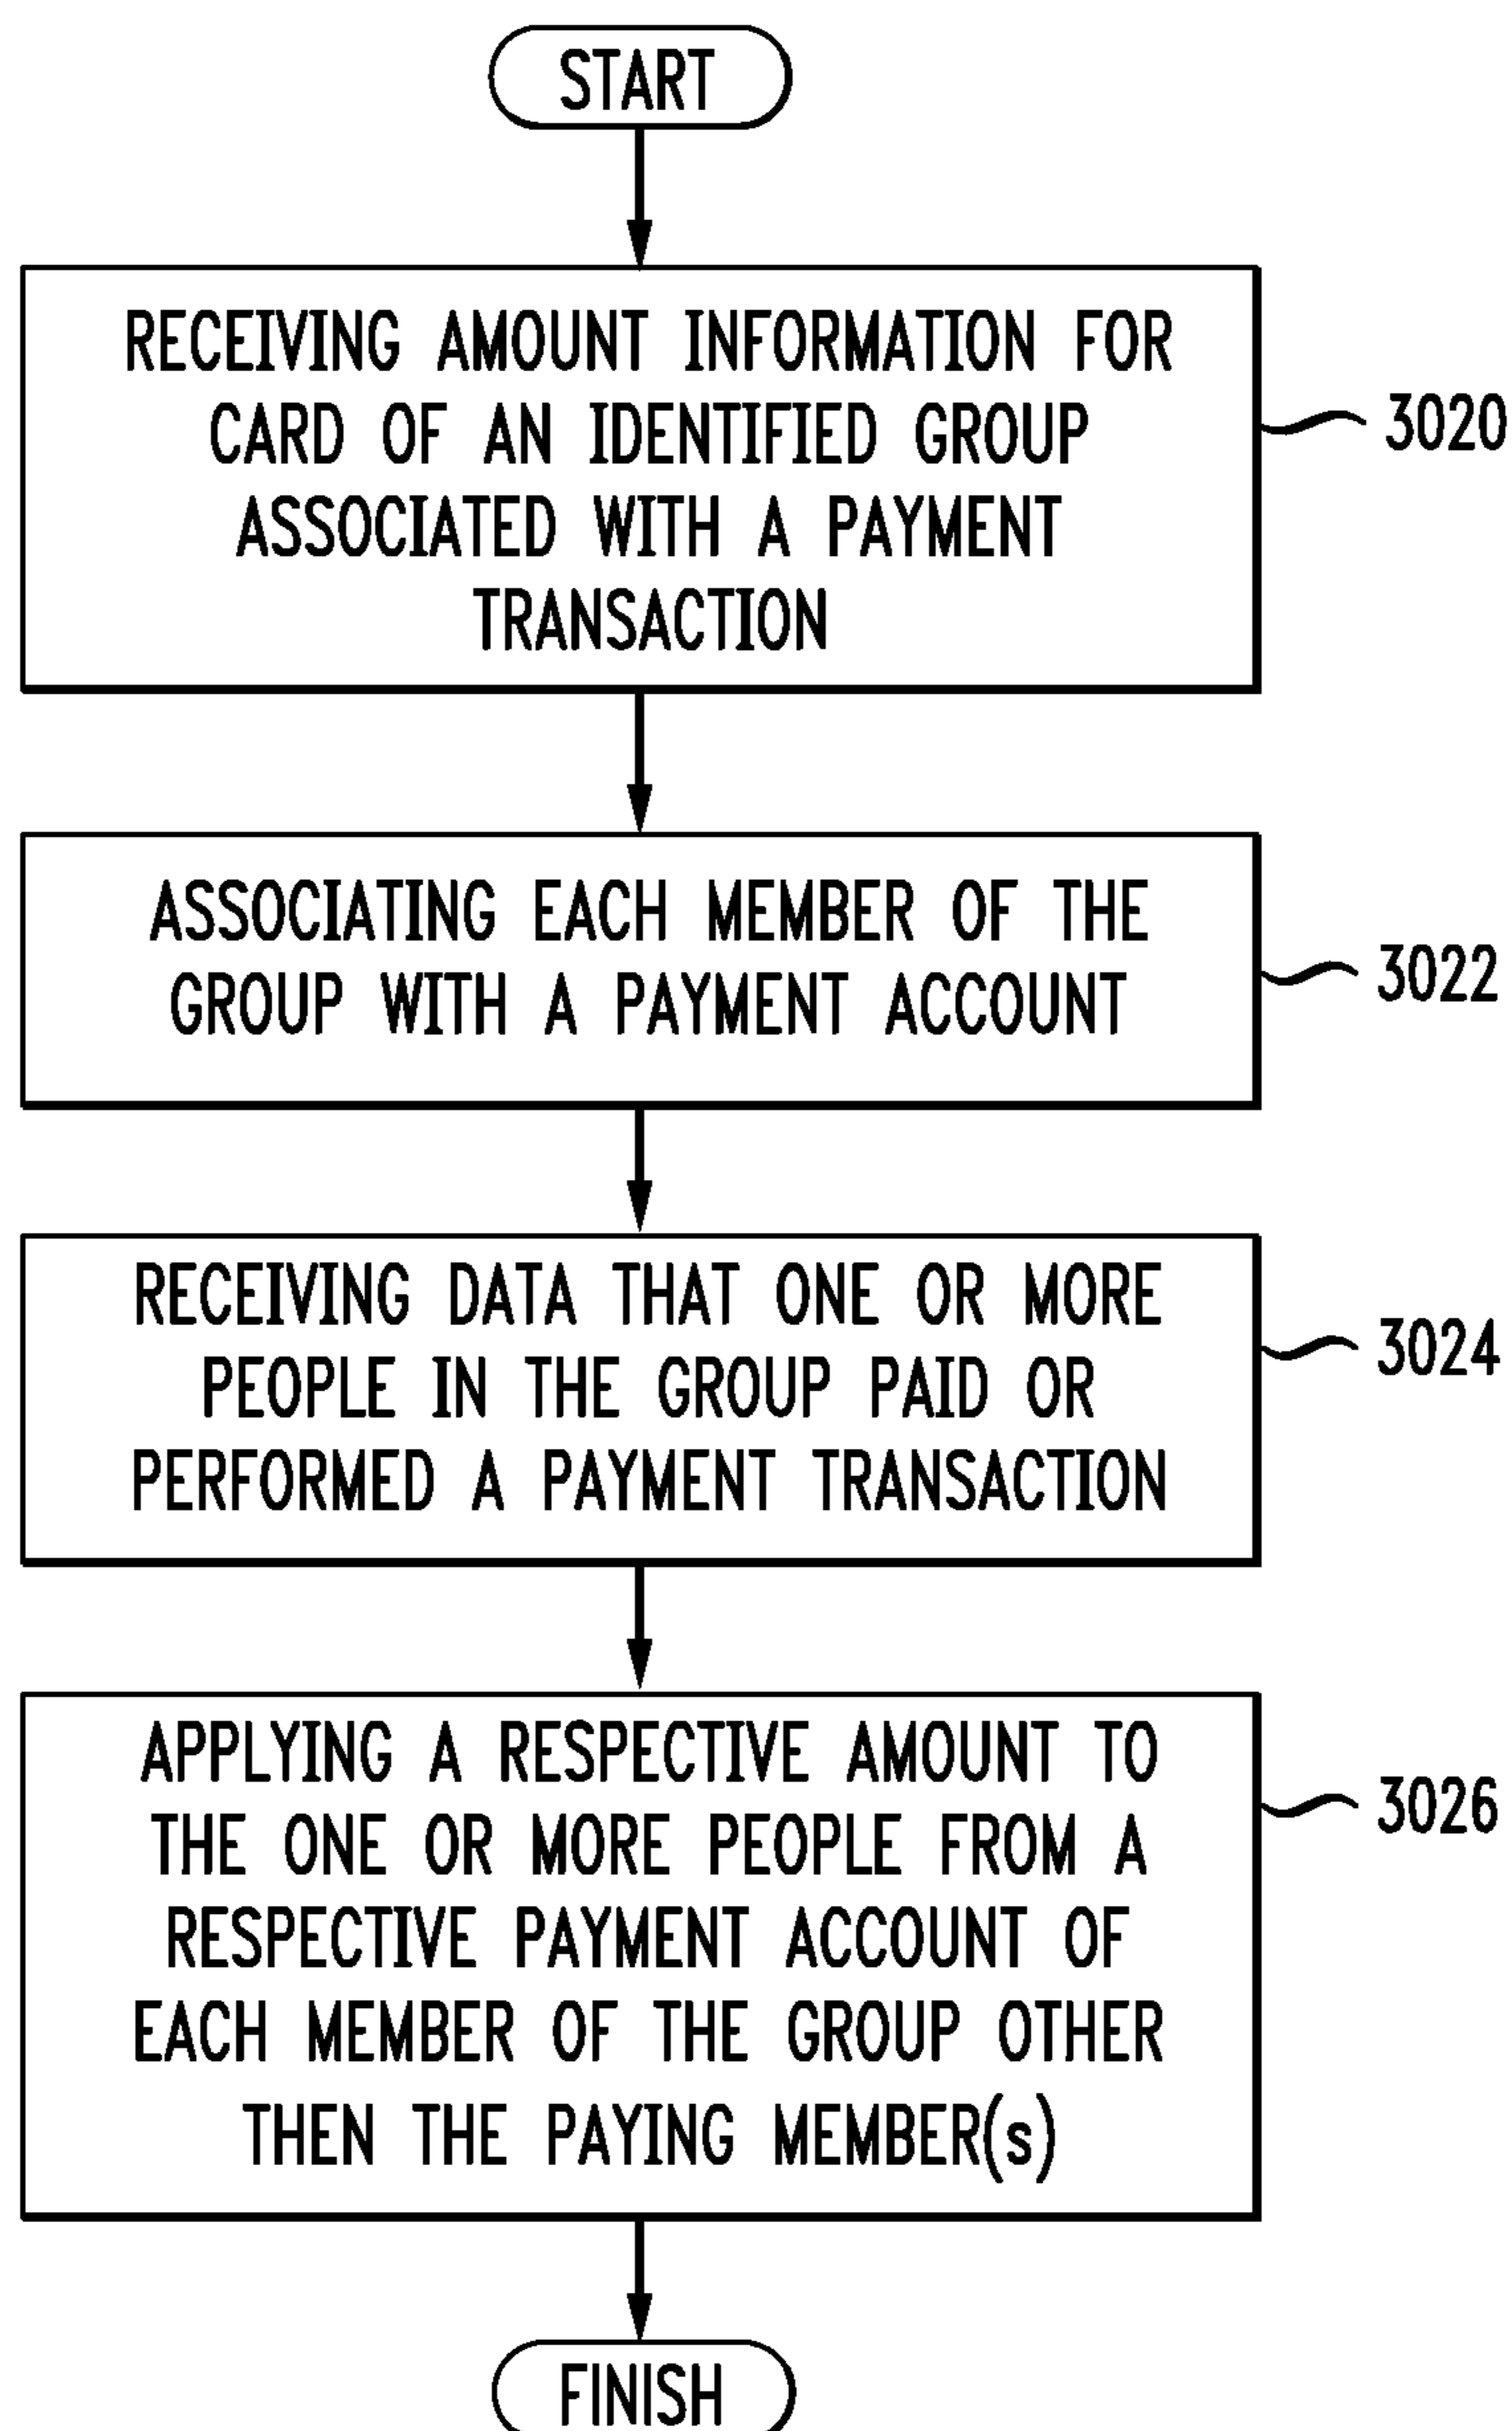 START
RECEIVING AMOUNT INFORMATION FOR
CARD OF AN IDENTIFIED GROUP
ASSOCIATED WITH A PAYMENT
TRANSACTION
3020
ASSOCIATING EACH MEMBER OF THE
GROUP WITH A PAYMENT ACCOUNT
3022
RECEIVING DATA THAT ONE OR MORE
PEOPLE IN THE GROUP PAID OR
PERFORMED A PAYMENT TRANSACTION
3024
APPLYING A RESPECTIVE AMOUNT TO
THE ONE OR MORE PEOPLE FROM A
RESPECTIVE PAYMENT ACCOUNT OF
EACH MEMBER OF THE GROUP OTHER
THEN THE PAYING MEMBER(s)
3026
FINISH